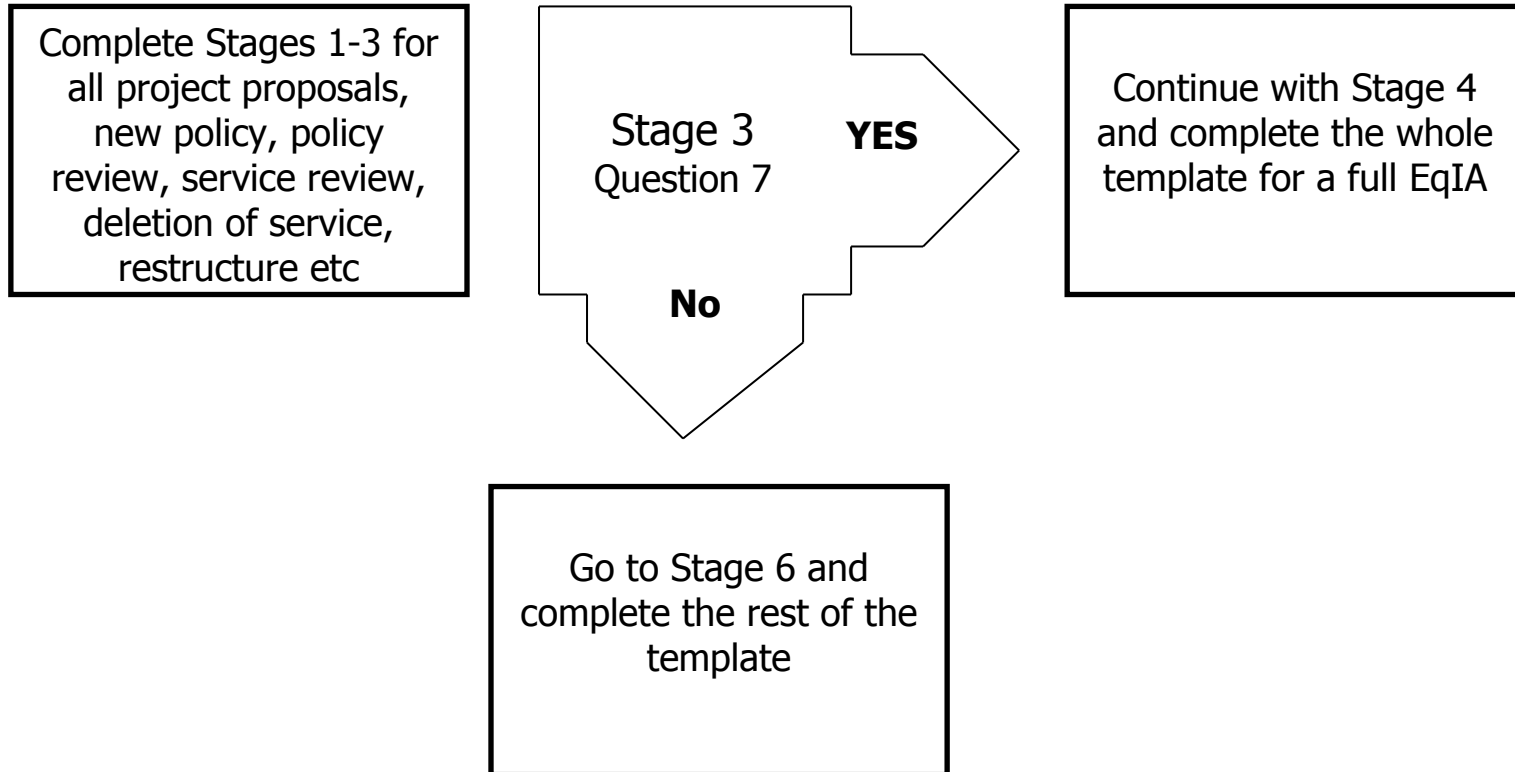 Complete Stages 1-3 for
all project proposals,
new policy, policy
review, service review,
deletion of service,
restructure etc
Stage 3
Question 7
YES
No
Continue with Stage 4
and complete the whole
template for a full EqIA
Go to Stage 6 and
complete the rest of the
template